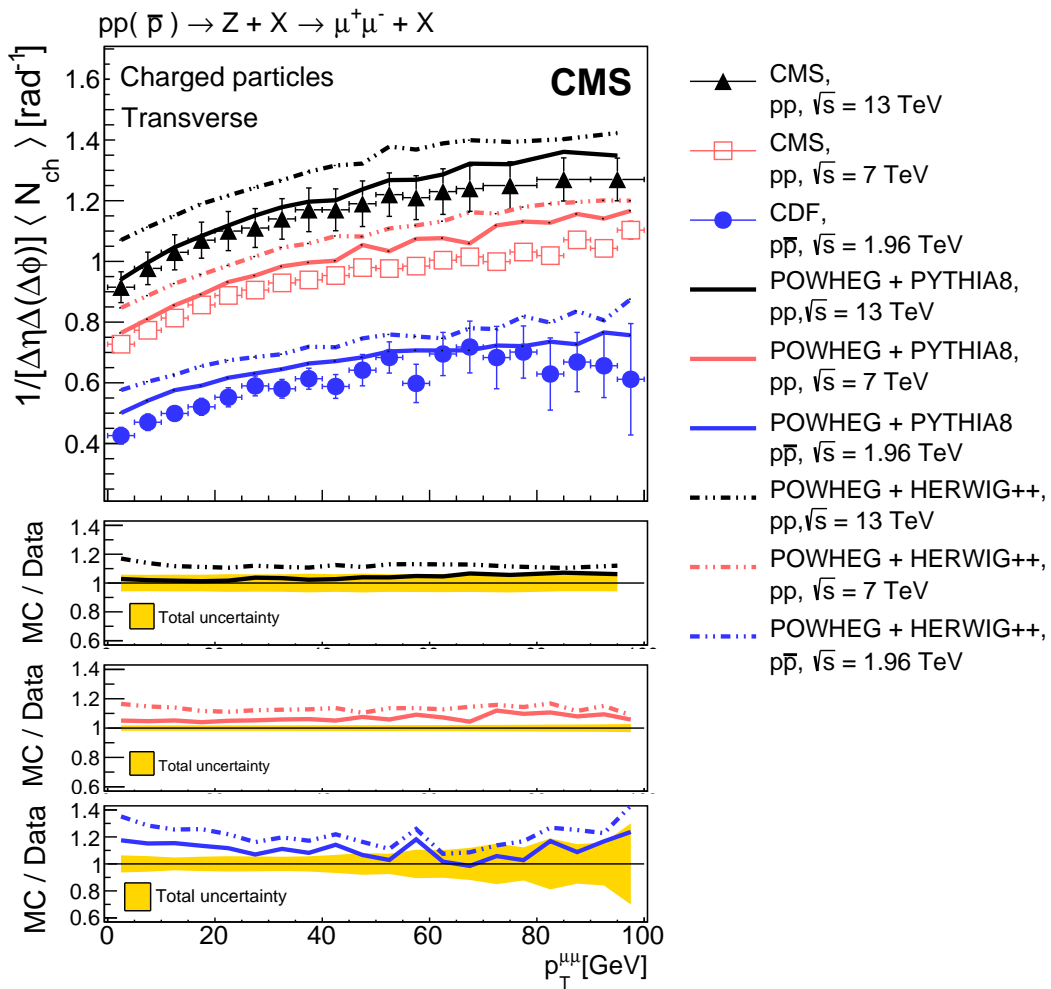 pp( p̅ ) → Z + X → μ⁺μ⁻ + X
1/[ΔηΔ(Δϕ)] ⟨ N_ch ⟩ [rad⁻¹]
Charged particles
CMS
Transverse
1.6
1.4
1.2
1
0.8
0.6
0.4
CMS,
pp, √s = 13 TeV
CMS,
pp, √s = 7 TeV
CDF,
pp̅, √s = 1.96 TeV
POWHEG + PYTHIA8,
pp,√s = 13 TeV
POWHEG + PYTHIA8,
pp, √s = 7 TeV
POWHEG + PYTHIA8
pp̅, √s = 1.96 TeV
POWHEG + HERWIG++,
pp,√s = 13 TeV
POWHEG + HERWIG++,
pp, √s = 7 TeV
POWHEG + HERWIG++,
pp̅, √s = 1.96 TeV
MC / Data
1.4
1.2
1
0.8
0.6
Total uncertainty
MC / Data
1.4
1.2
1
0.8
0.6
Total uncertainty
MC / Data
1.4
1.2
1
0.8
0.6
Total uncertainty
0 20 40 60 80 100
p_T^μμ [GeV]